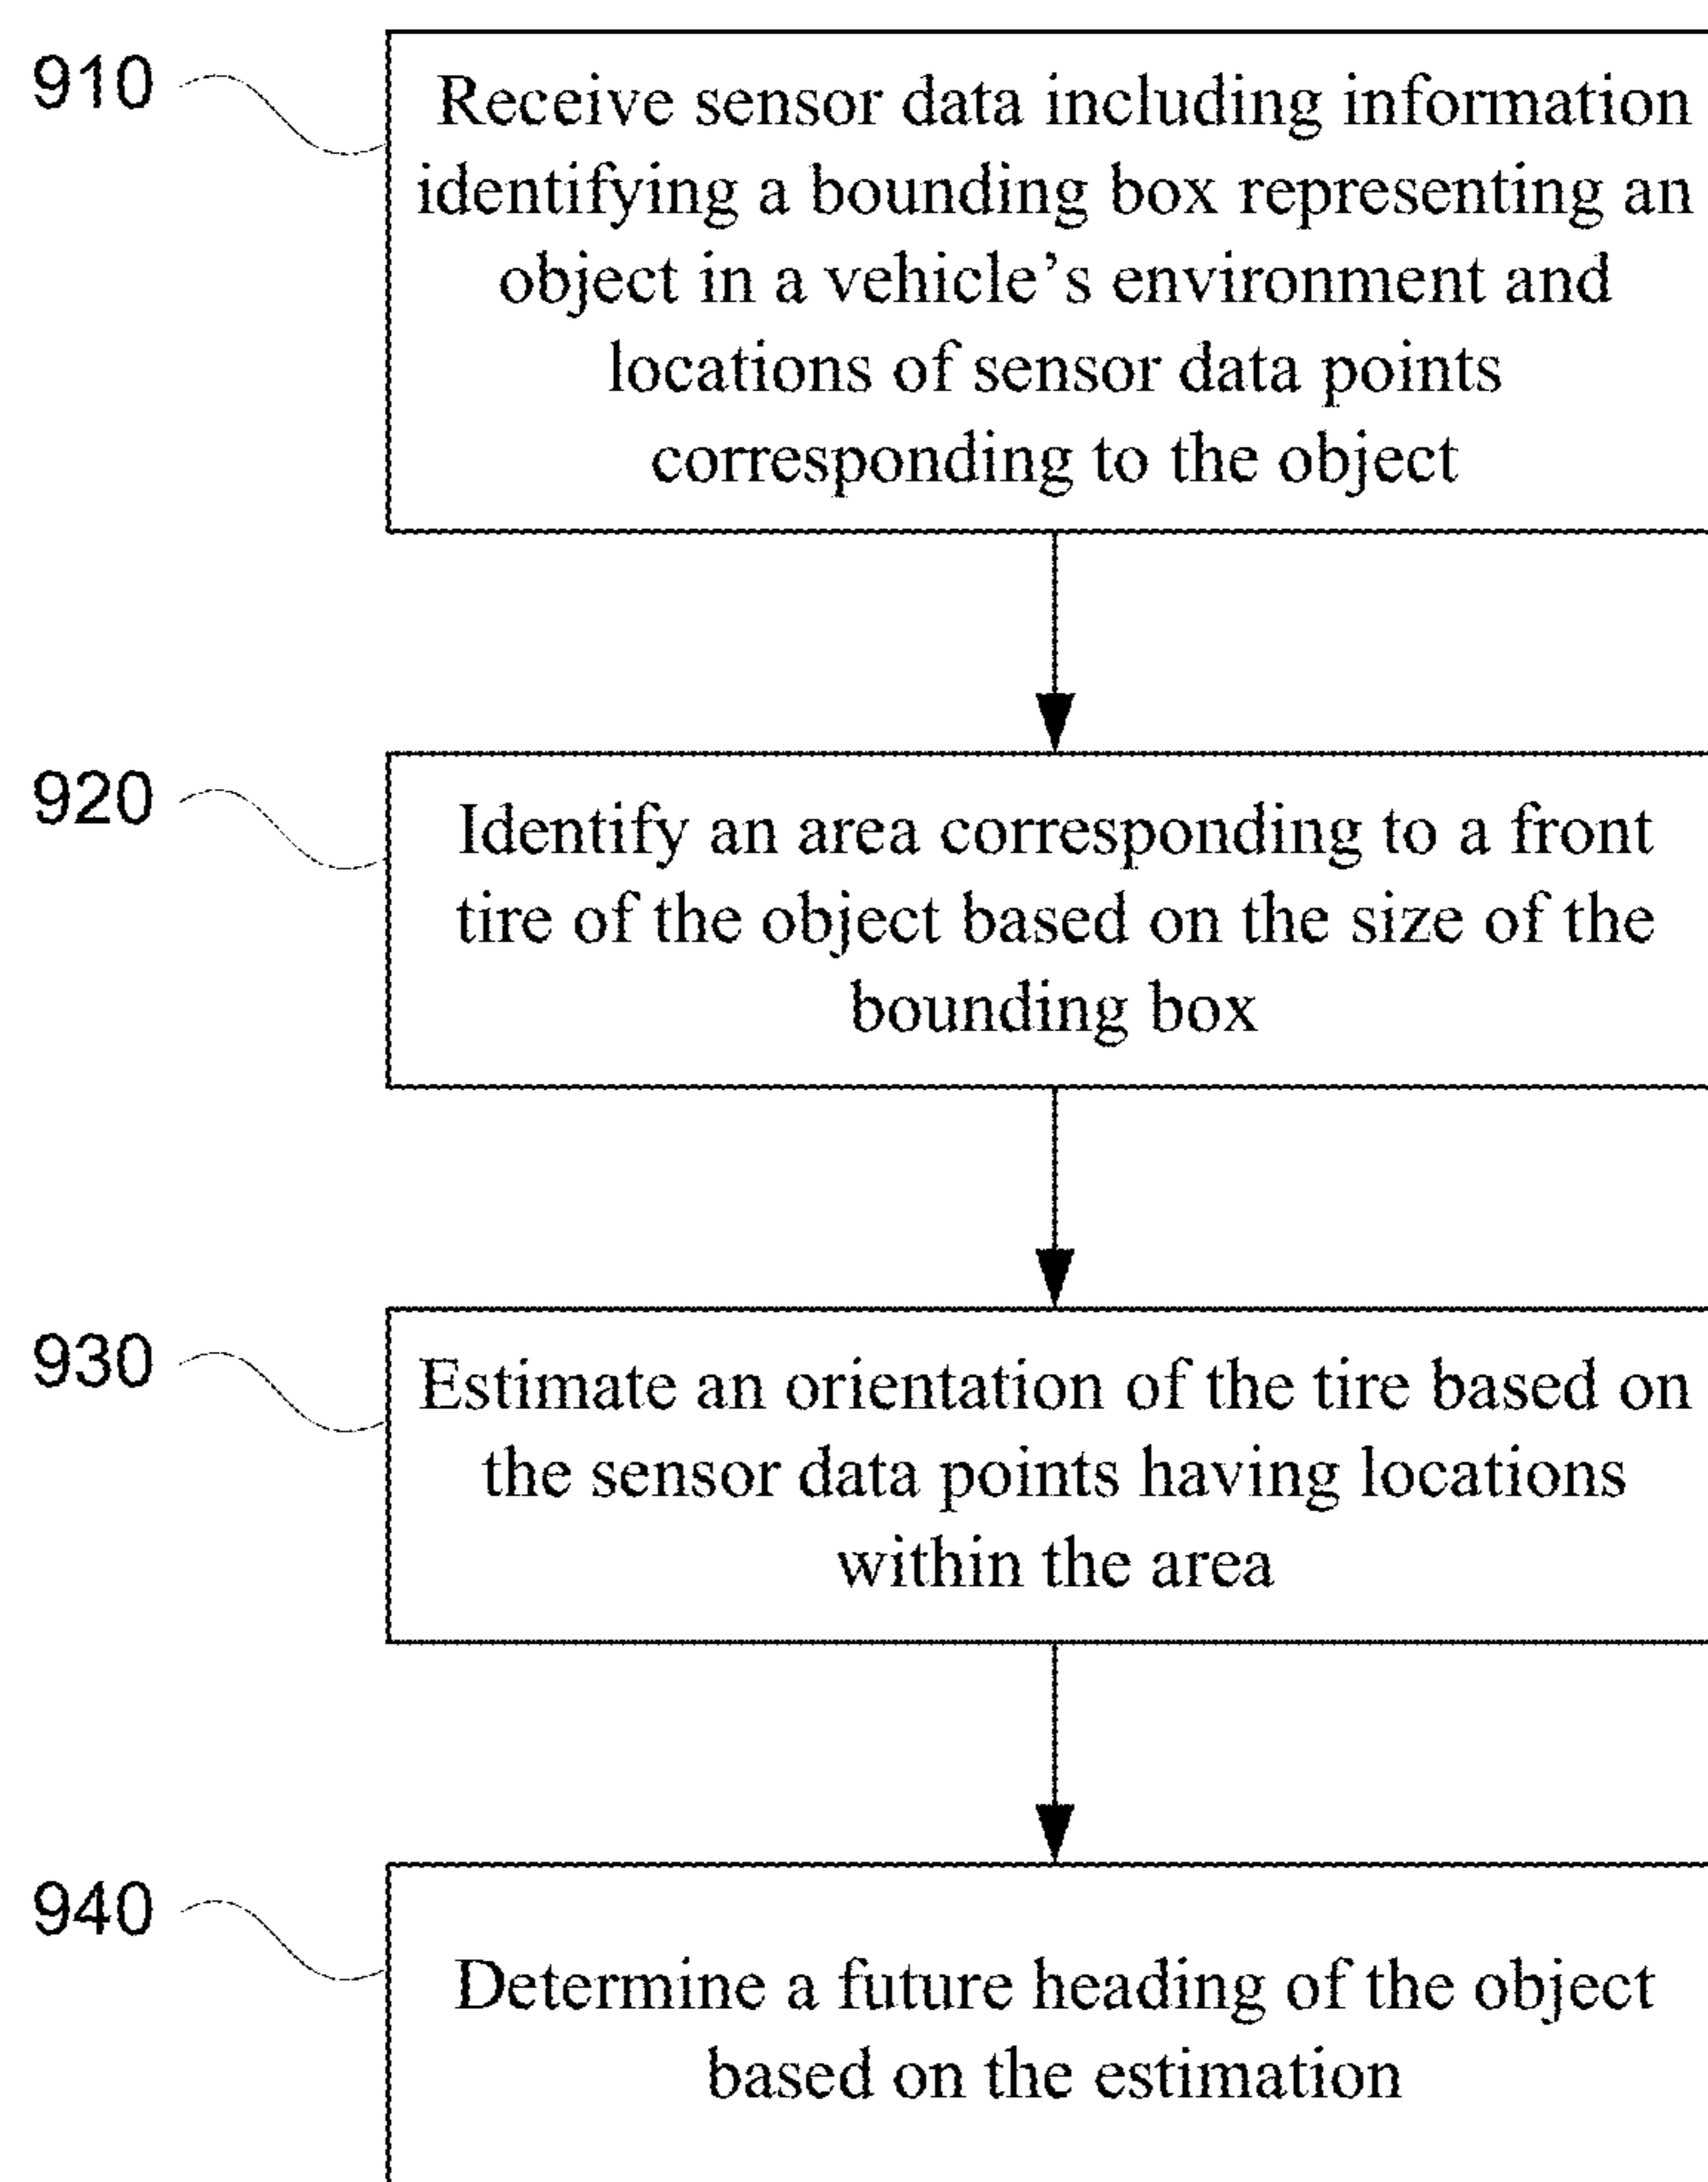 910
Receive sensor data including information
identifying a bounding box representing an
object in a vehicle’s environment and
locations of sensor data points
corresponding to the object
920
Identify an area corresponding to a front
tire of the object based on the size of the
bounding box
930
Estimate an orientation of the tire based on
the sensor data points having locations
within the area
940
Determine a future heading of the object
based on the estimation